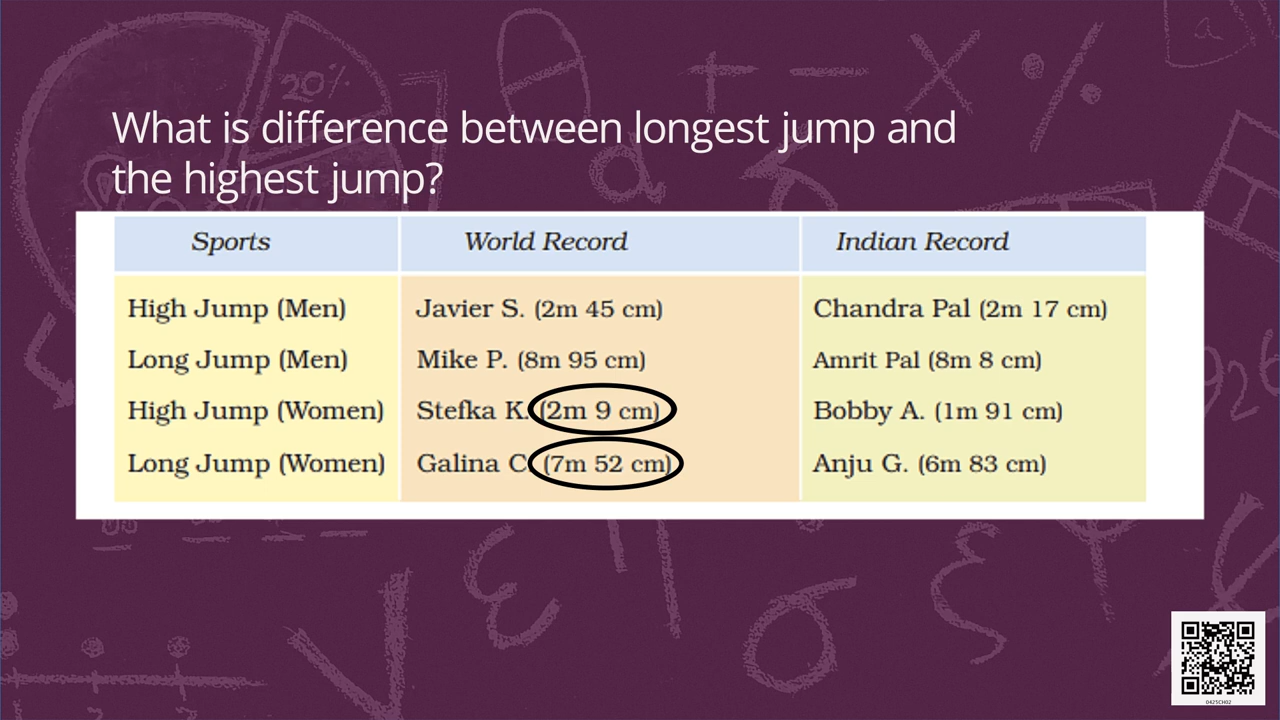 What is difference between longest jump and
the highest jump?
Sports World Record Indian Record
High Jump (Men) Javier S. (2m 45 cm) Chandra Pal (2m 17 cm)
Long Jump (Men) Mike P. (8m 95 cm) Amrit Pal (8m 8 cm)
High Jump (Women) Stefka K. (2m 9 cm) Bobby A. (1m 91 cm)
Long Jump (Women) Galina C. (7m 52 cm) Anju G. (6m 83 cm)
20%
a
+ − × %
0425CH02